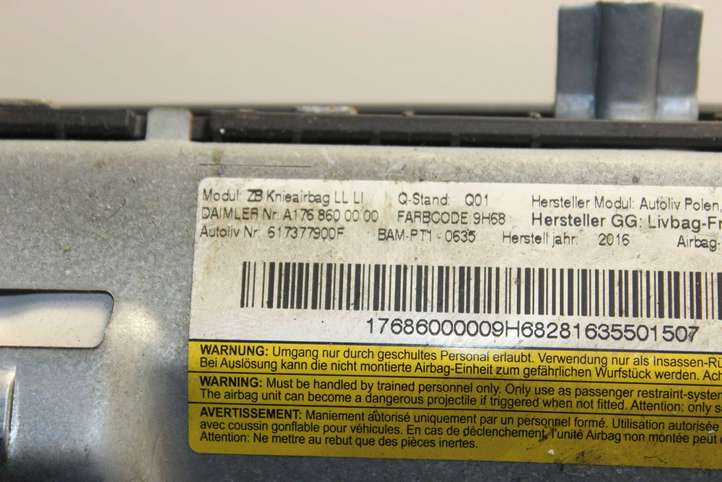 Modul: ZB Knieairbag LL LI Q-Stand: Q01 Hersteller Modul: Autoliv Polen,
DAIMLER Nr A176 860 00 00 FARBCODE 9H68 Hersteller GG: Livbag-Fr
Autoliv Nr 617377900F BAM-PT1-0635 Herstell jahr: 2016 Airbag-
17686000009H68281635501507
WARNUNG: Umgang nur durch geschultes Personal erlaubt. Verwendung nur als Insassen-Rü
Bei Auslösung kann die nicht montierte Airbag-Einheit zum gefährlichen Wurfstück werden. Ach
WARNING: Must be handled by trained personnel only. Only use as passenger restraint-system
The airbag unit can become a dangerous projectile if triggered when not fitted. Attention: only s
AVERTISSEMENT: Maniement autorisé uniquement par un personnel formé. Utilisation autorisée
avec coussin gonflable pour véhicules. En cas de déclenchement, l'unité Airbag non montée peut d
Attention: Ne mettre au rebut que des pièces inertes.